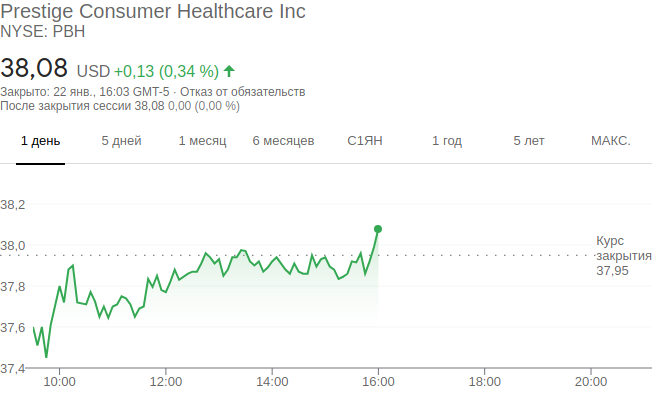 Prestige Consumer Healthcare Inc
NYSE: PBH
38,08 USD +0,13 (0,34 %)
Закрыто: 22 янв., 16:03 GMT-5 · Отказ от обязательств
После закрытия сессии 38,08 0,00 (0,00 %)
1 день 5 дней 1 месяц 6 месяцев С1ЯН 1 год 5 лет МАКС.
38,2
38,0
37,8
37,6
37,4
Курс
закрытия
37,95
10:00 12:00 14:00 16:00 18:00 20:00